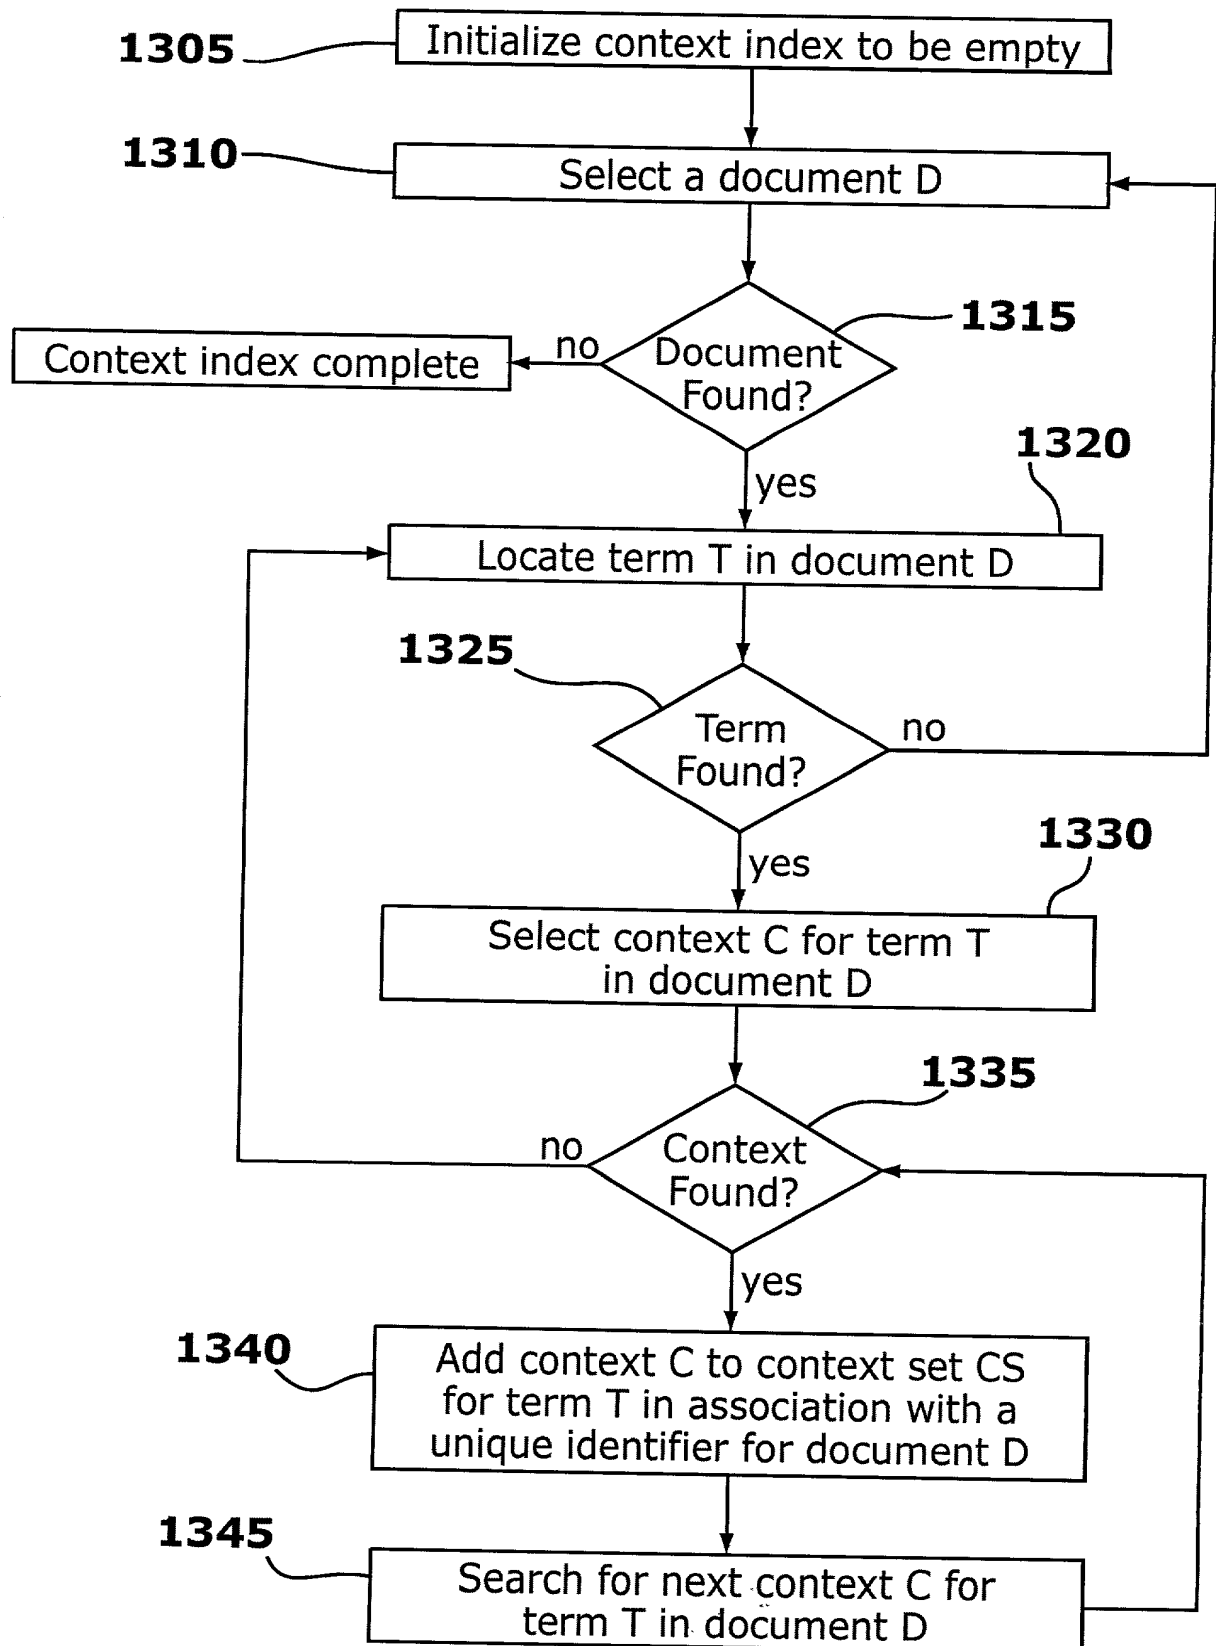 1305
Initialize context index to be empty
1310
Select a document D
1315
Document
Found?
no
Context index complete
yes
1320
Locate term T in document D
1325
Term
Found?
no
yes
1330
Select context C for term T
in document D
1335
Context
Found?
no
yes
1340
Add context C to context set CS
for term T in association with a
unique identifier for document D
1345
Search for next context C for
term T in document D